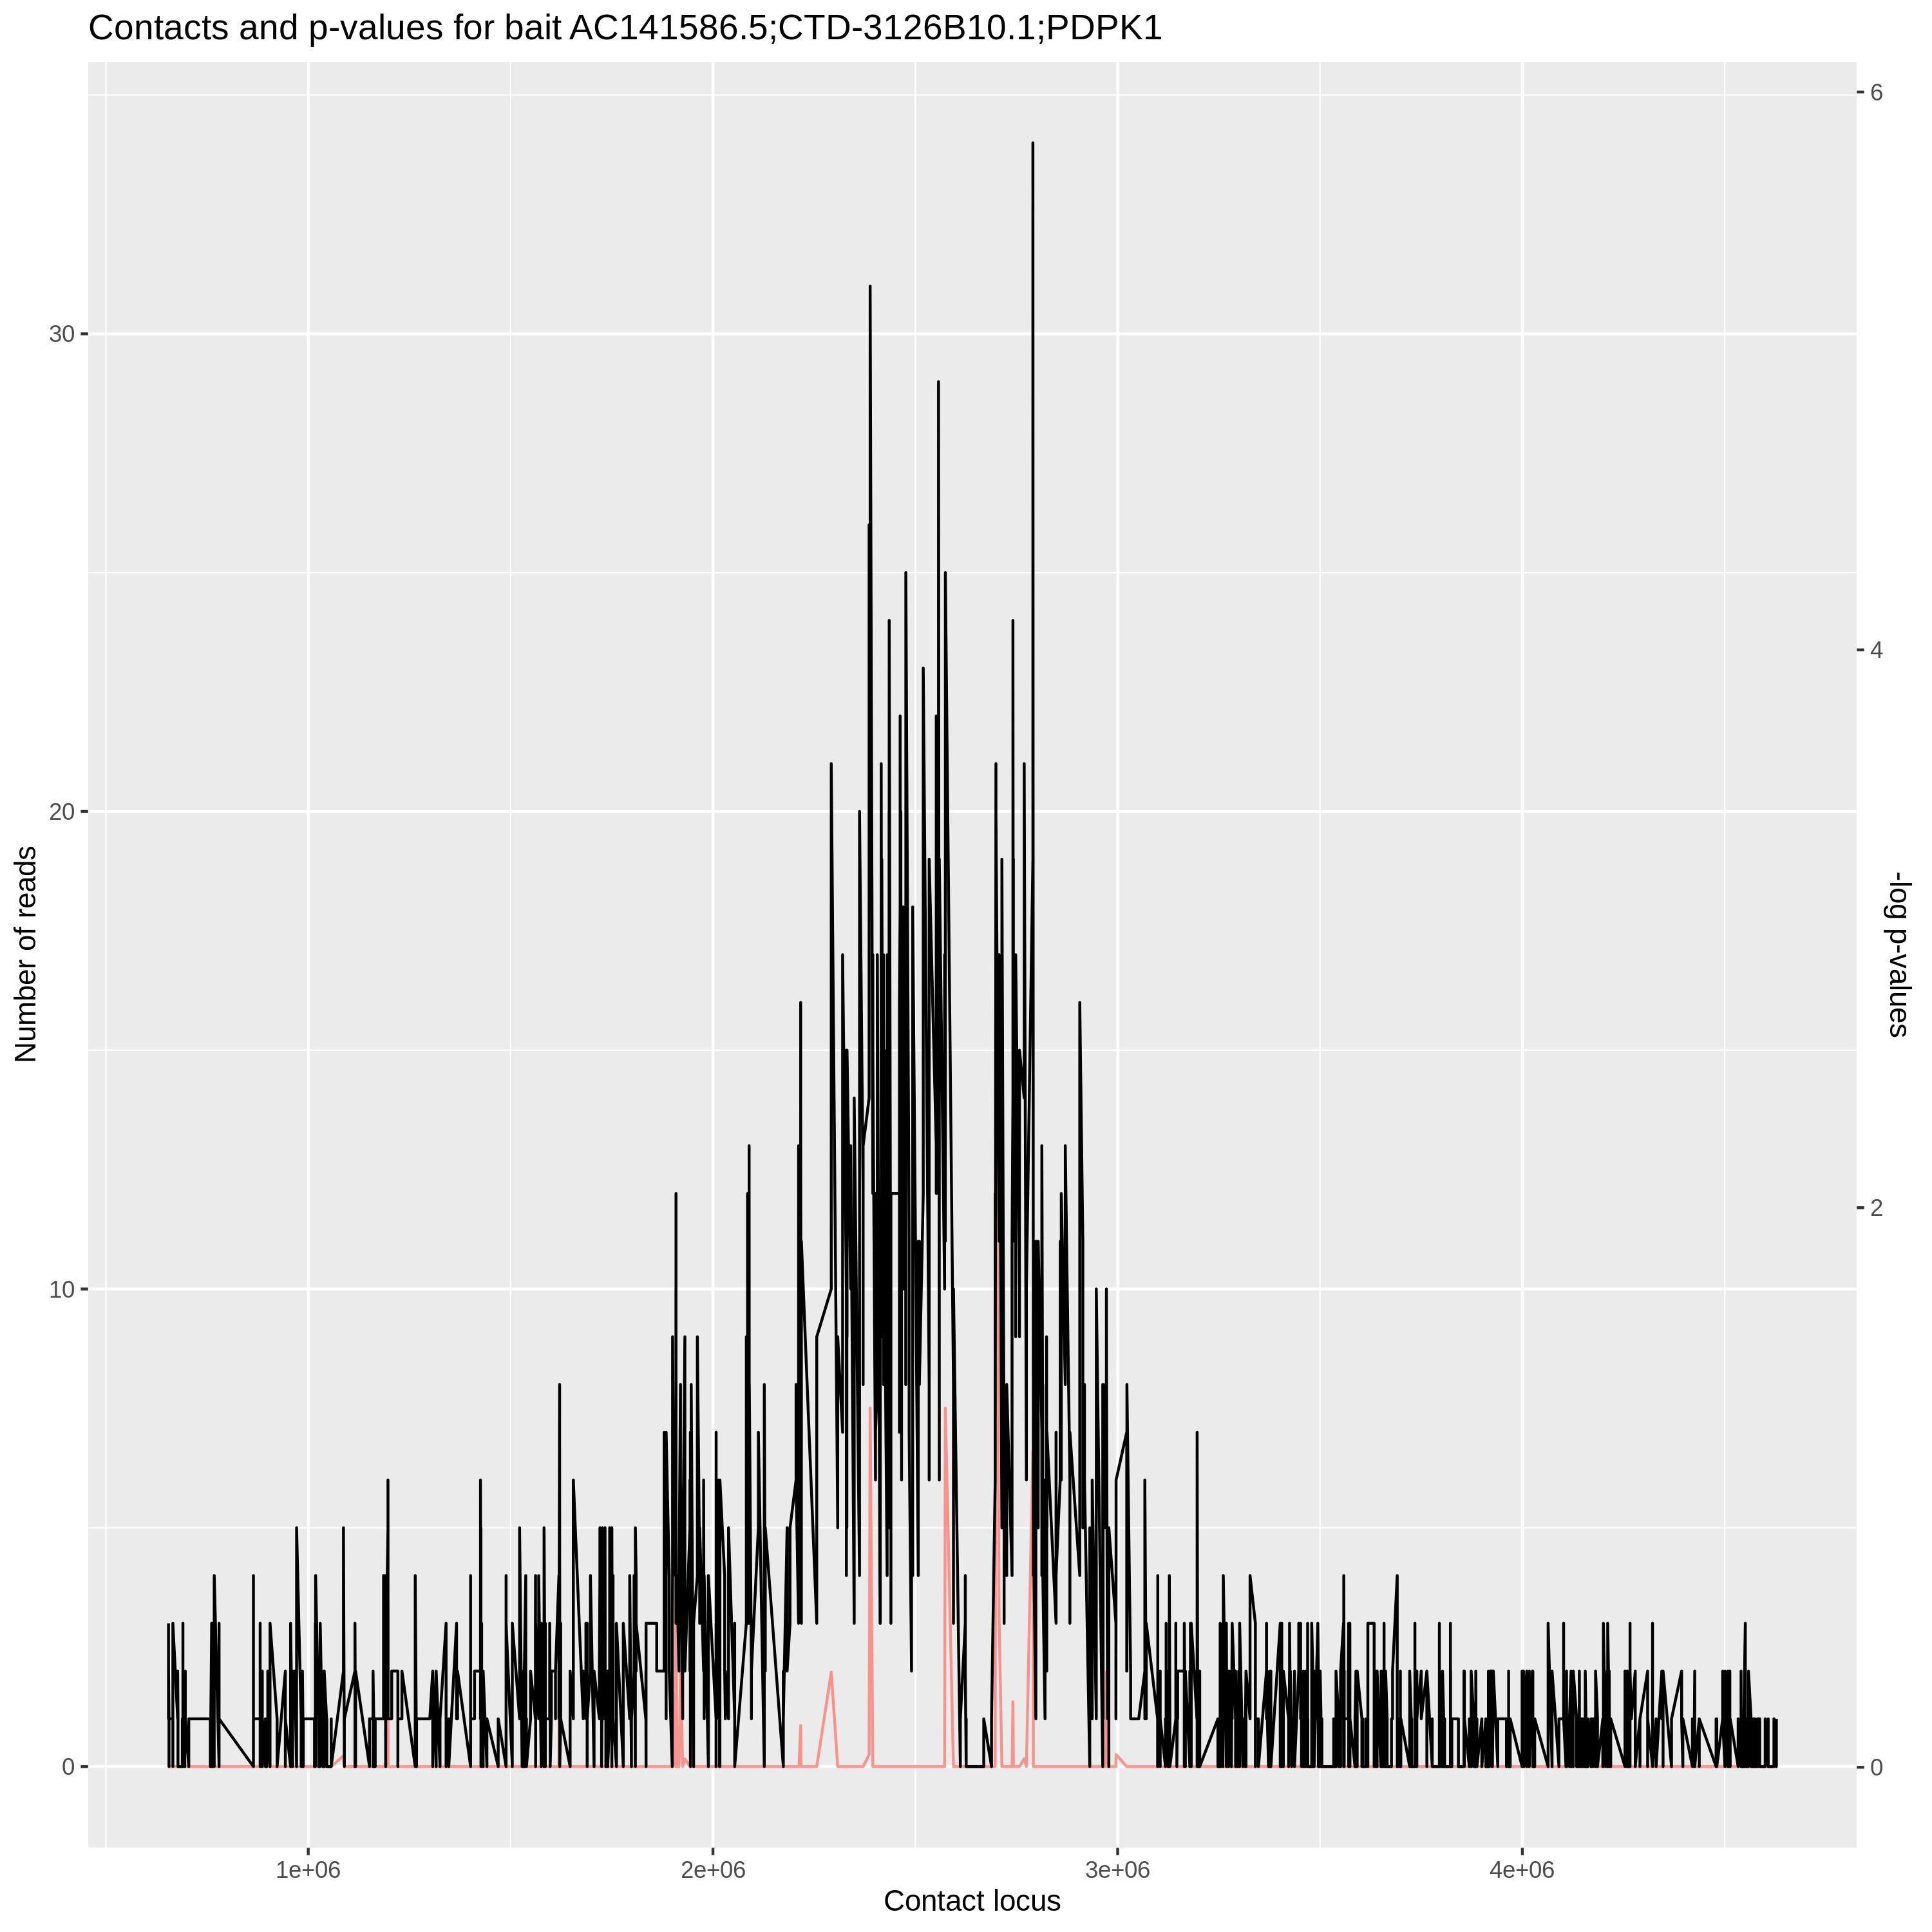 Contacts and p-values for bait AC141586.5;CTD-3126B10.1;PDPK1
6
30
4
20
Number of reads
-log p-values
2
10
0
0
1e+06
2e+06
3e+06
4e+06
Contact locus